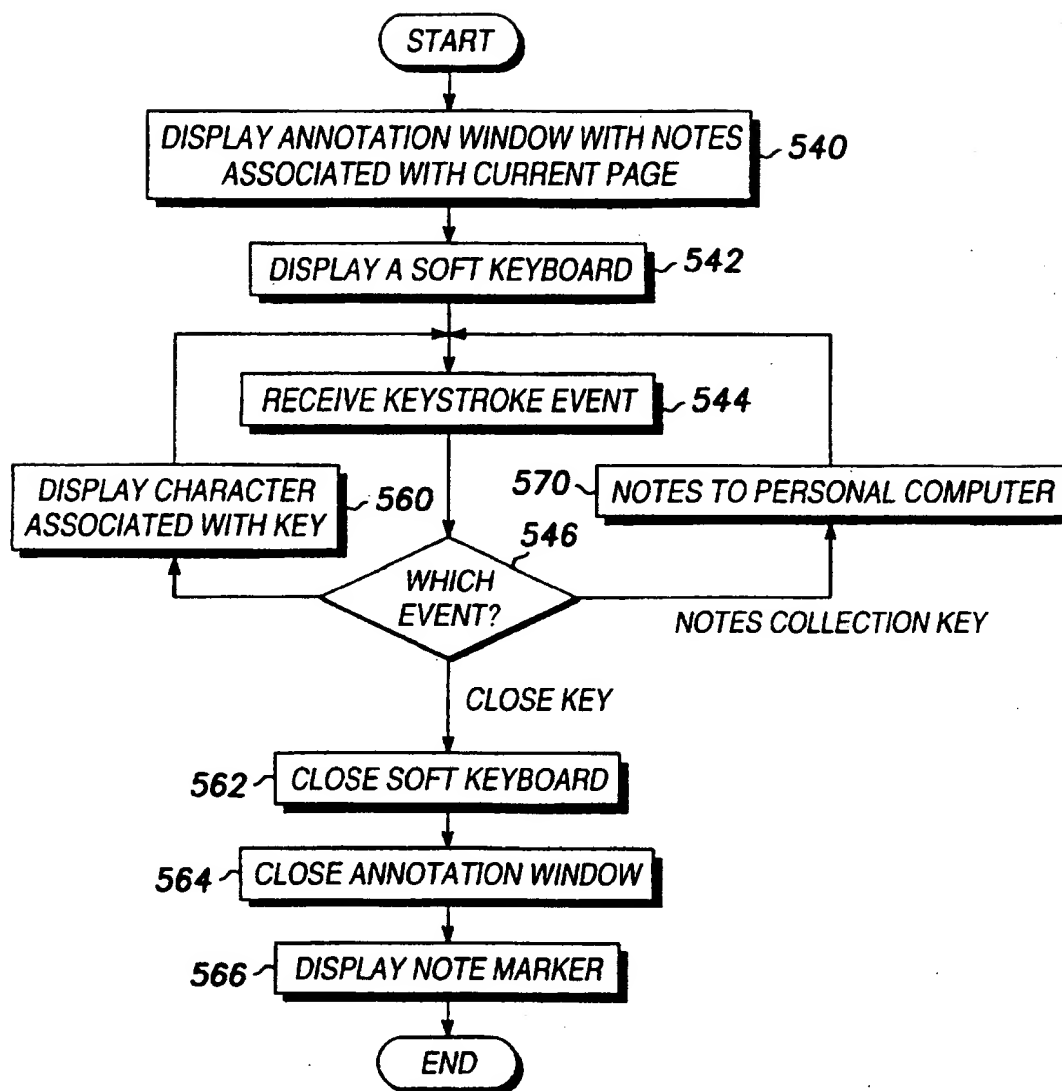 START
DISPLAY ANNOTATION WINDOW WITH NOTES
ASSOCIATED WITH CURRENT PAGE
540
DISPLAY A SOFT KEYBOARD
542
RECEIVE KEYSTROKE EVENT
544
DISPLAY CHARACTER
ASSOCIATED WITH KEY
560
570
NOTES TO PERSONAL COMPUTER
546
WHICH
EVENT?
NOTES COLLECTION KEY
CLOSE KEY
562
CLOSE SOFT KEYBOARD
564
CLOSE ANNOTATION WINDOW
566
DISPLAY NOTE MARKER
END